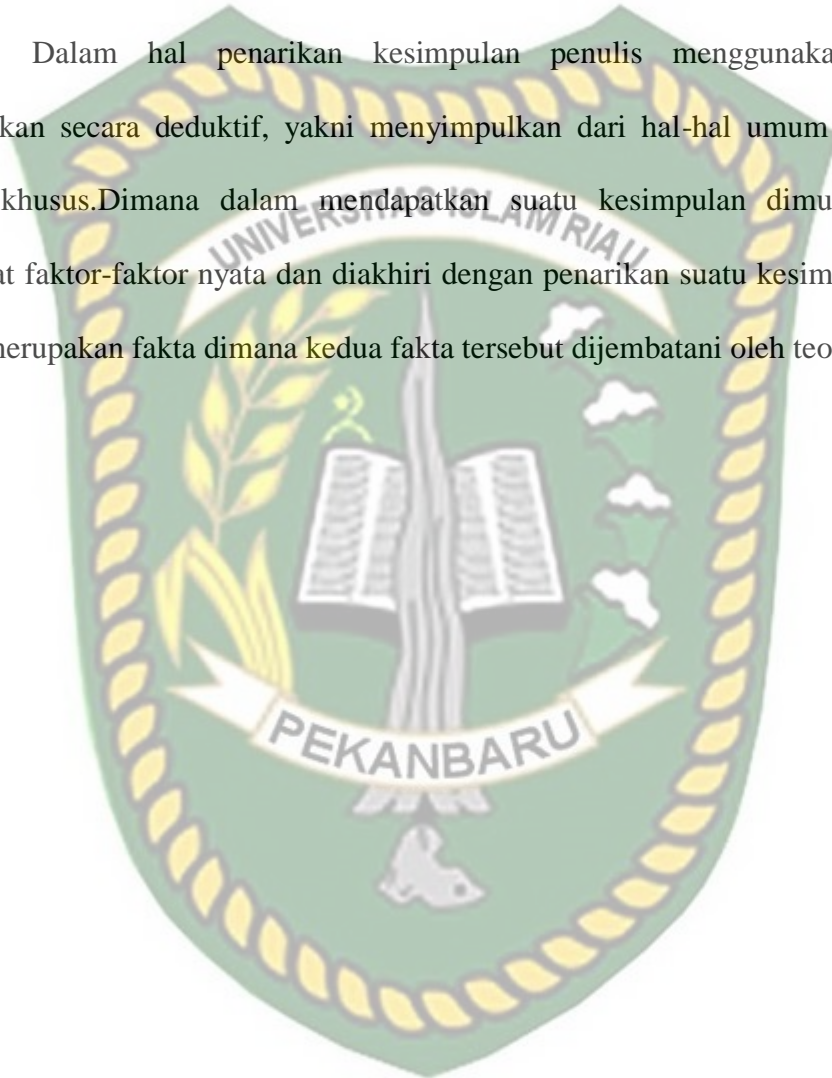 Dalam hal penarikan kesimpulan penulis menggunaka
kan secara deduktif, yakni menyimpulkan dari hal-hal umum
khusus.Dimana dalam mendapatkan suatu kesimpulan dimu
at faktor-faktor nyata dan diakhiri dengan penarikan suatu kesim
nerupakan fakta dimana kedua fakta tersebut dijembatani oleh teo
UNIVERSITAS ISLAM RIAU
PEKANBARU